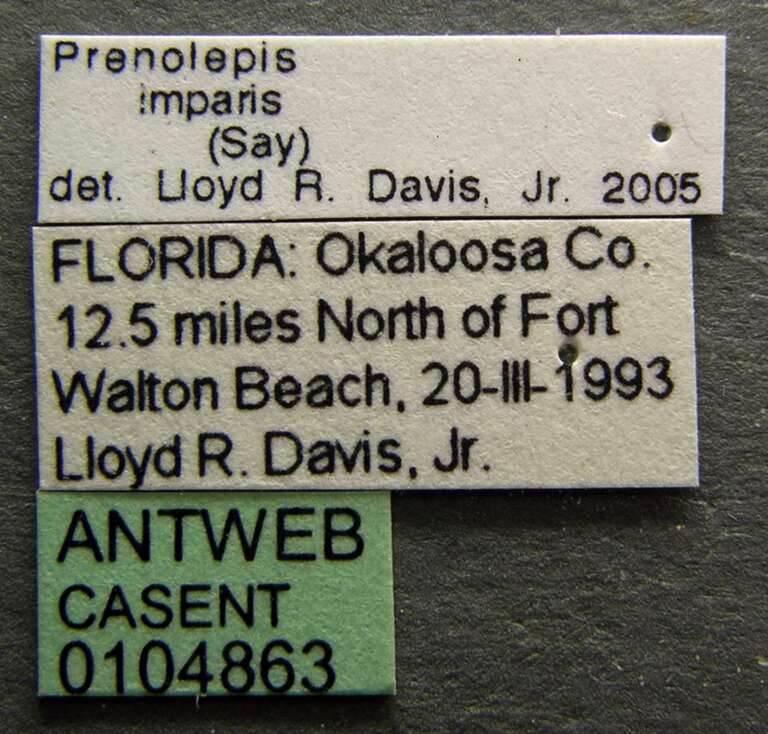 Prenolepis
imparis
(Say)
det. Lloyd R. Davis, Jr. 2005
FLORIDA: Okaloosa Co.
12.5 miles North of Fort
Walton Beach, 20-III-1993
Lloyd R. Davis, Jr.
ANTWEB
CASENT
0104863